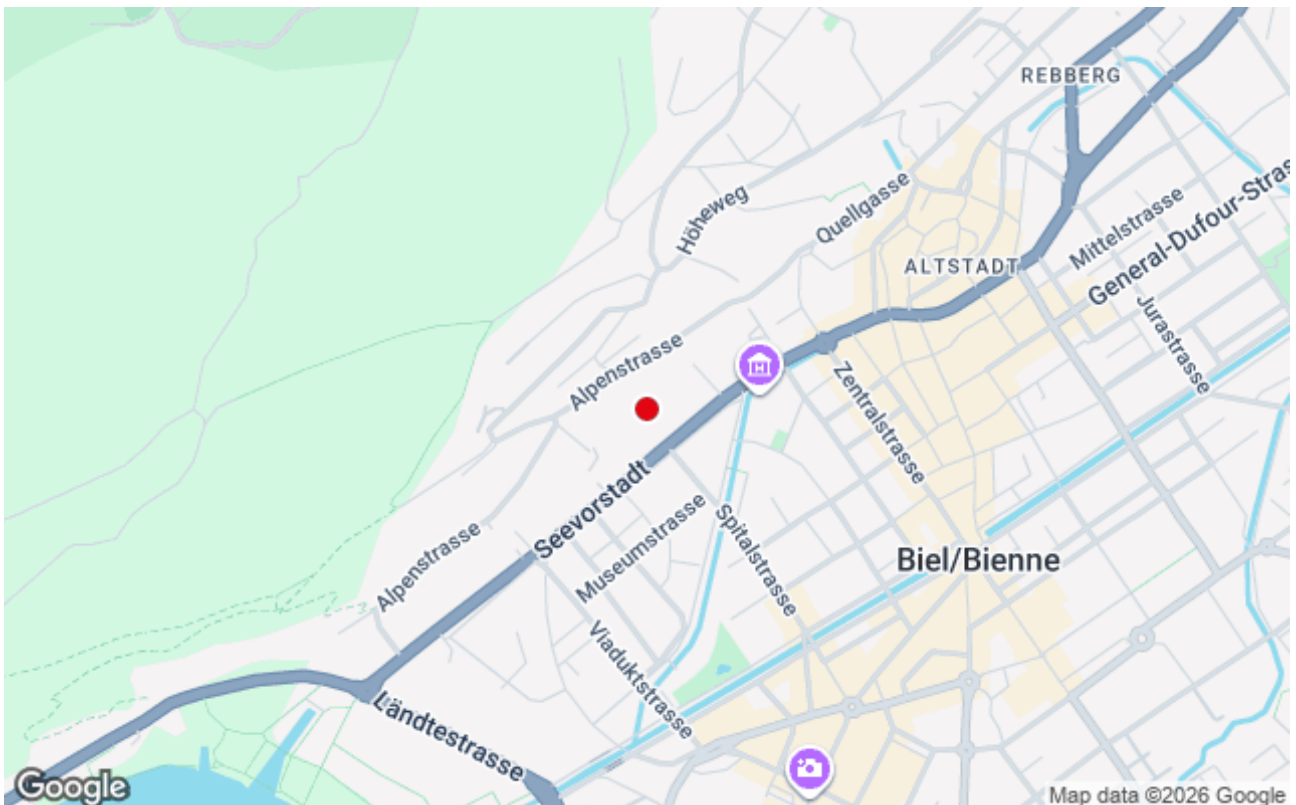 REBBERG
Höheweg
Quellgasse
Mittelstrasse
General-Dufour-Stras
ALTSTADT
Jurastrasse
Alpenstrasse
Zentralstrasse
Seevorstadt
Museumstrasse
Spitalstrasse
Biel/Bienne
Alpenstrasse
Viaduktstrasse
Ländtestrasse
Google
Map data ©2026 Google